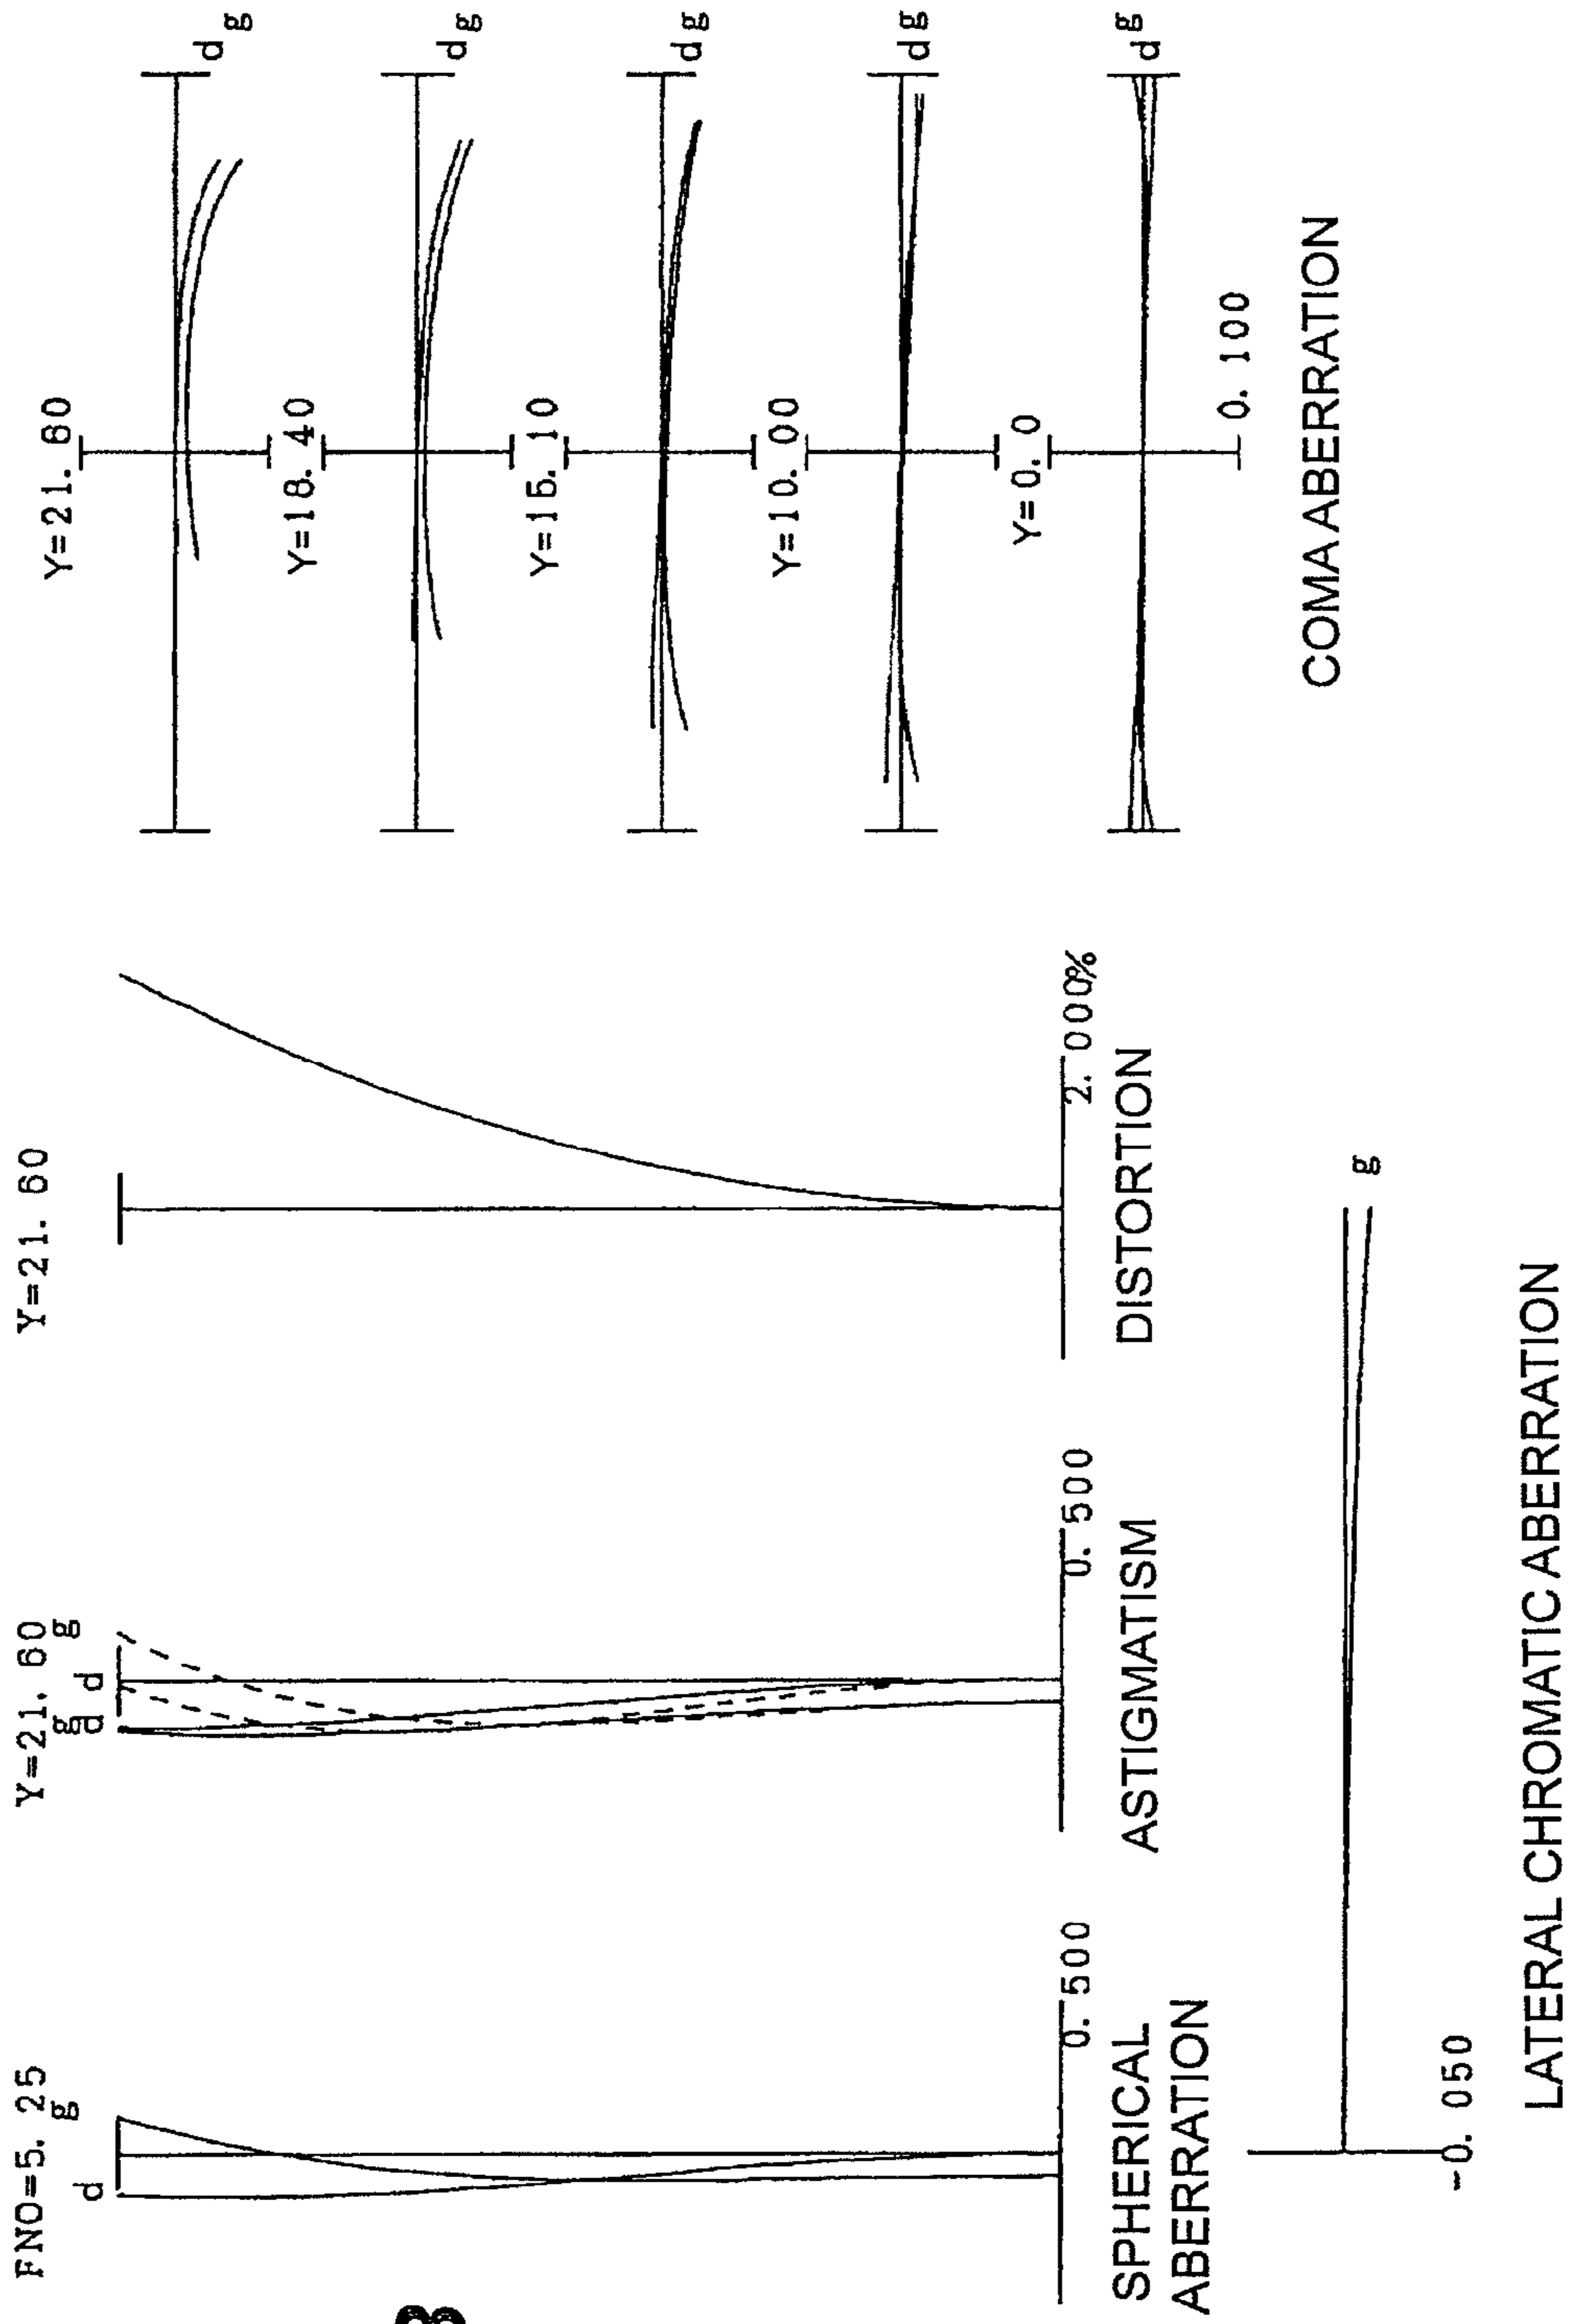 FNO=5. 25
d
g
0. 500
SPHERICAL
ABERRATION
Y=21. 60
g
d
d
g
0. 500
ASTIGMATISM
Y=21. 60
2. 000%
DISTORTION
Y=21. 60
d
g
Y=18. 40
d
g
Y=15. 10
d
g
Y=10. 00
d
g
Y=0. 0
d
g
0. 100
COMA ABERRATION
g
-0. 050
LATERAL CHROMATIC ABERRATION